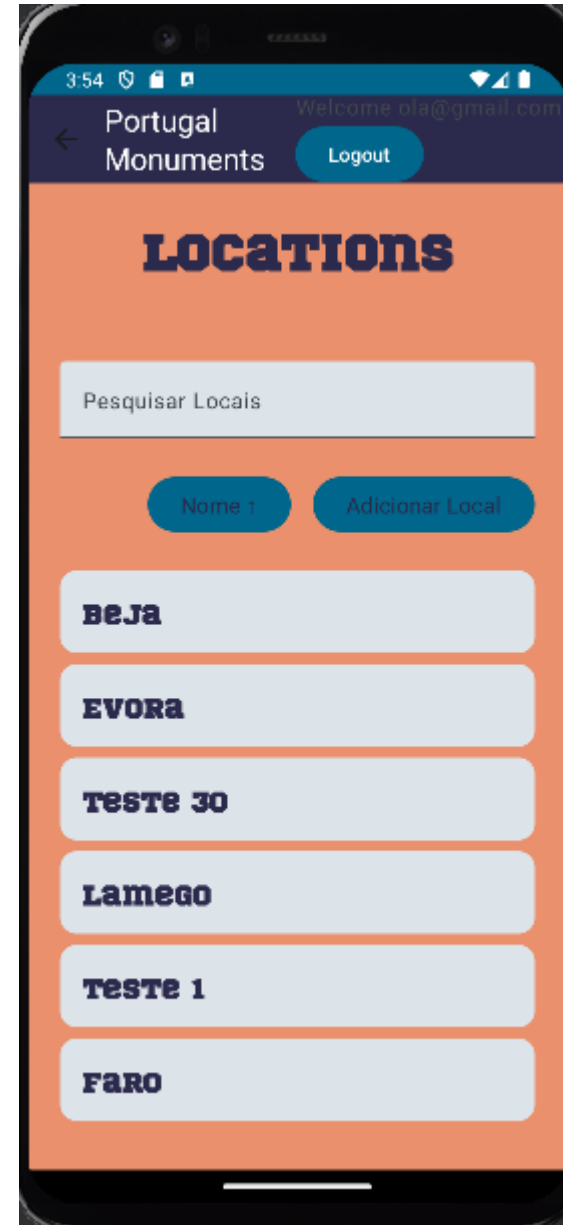 3:54
Welcome ola@gmail.com
Portugal
Monuments
Logout
Locations
Pesquisar Locais
Nome ↑
Adicionar Local
Beja
Evora
Teste 30
Lamego
Teste 1
Faro